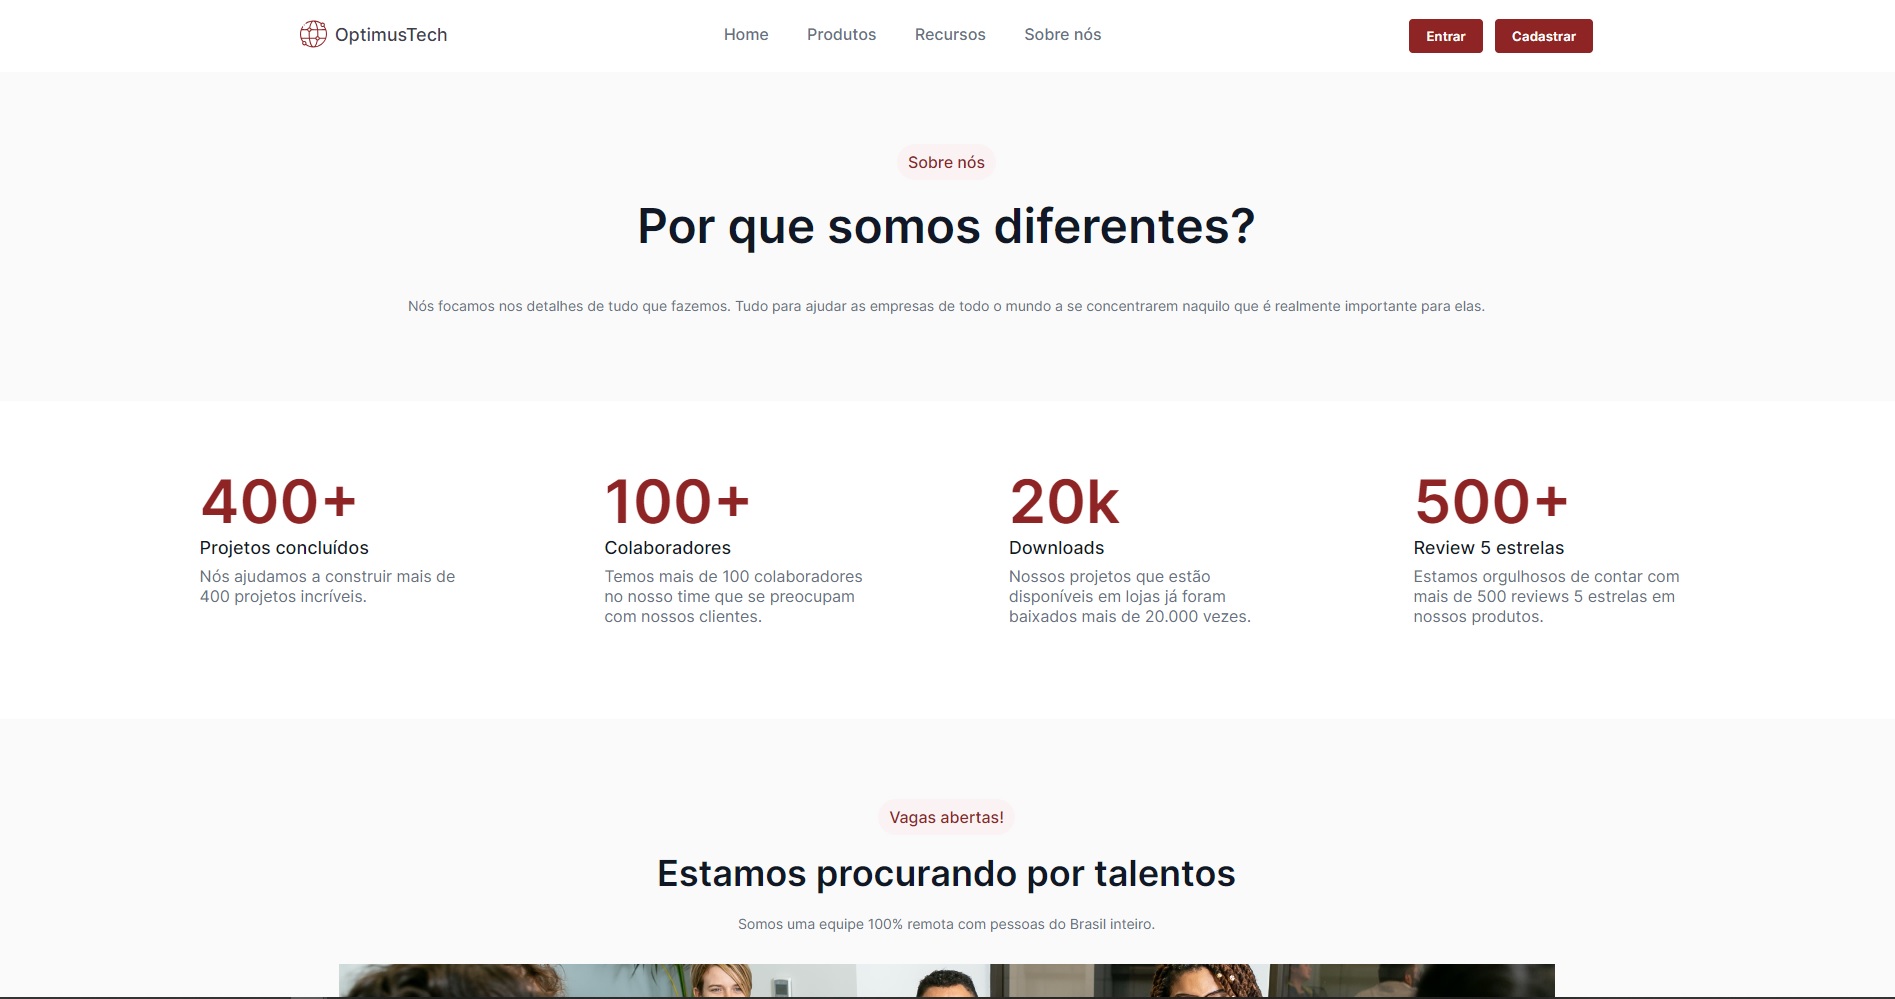 OptimusTech
Home
Produtos
Recursos
Sobre nós
Entrar
Cadastrar
Sobre nós
Por que somos diferentes?
Nós focamos nos detalhes de tudo que fazemos. Tudo para ajudar as empresas de todo o mundo a se concentrarem naquilo que é realmente importante para elas.
400+
Projetos concluídos
Nós ajudamos a construir mais de
400 projetos incríveis.
100+
Colaboradores
Temos mais de 100 colaboradores
no nosso time que se preocupam
com nossos clientes.
20k
Downloads
Nossos projetos que estão
disponíveis em lojas já foram
baixados mais de 20.000 vezes.
500+
Review 5 estrelas
Estamos orgulhosos de contar com
mais de 500 reviews 5 estrelas em
nossos produtos.
Vagas abertas!
Estamos procurando por talentos
Somos uma equipe 100% remota com pessoas do Brasil inteiro.